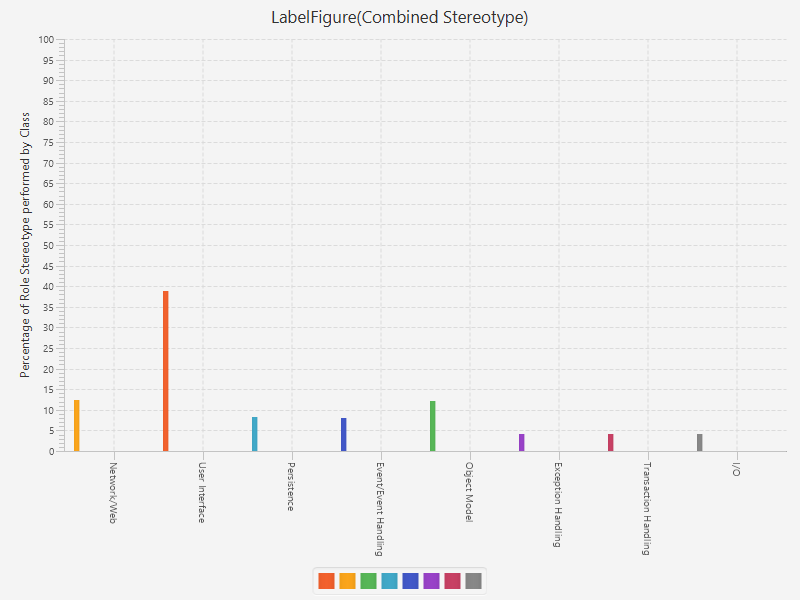 LabelFigure(Combined Stereotype)
Percentage of Role Stereotype performed by Class
100
95
90
85
80
75
70
65
60
55
50
45
40
35
30
25
20
15
10
5
0
Network/Web
User Interface
Persistence
Event/Event Handling
Object Model
Exception Handling
Transaction Handling
I/O